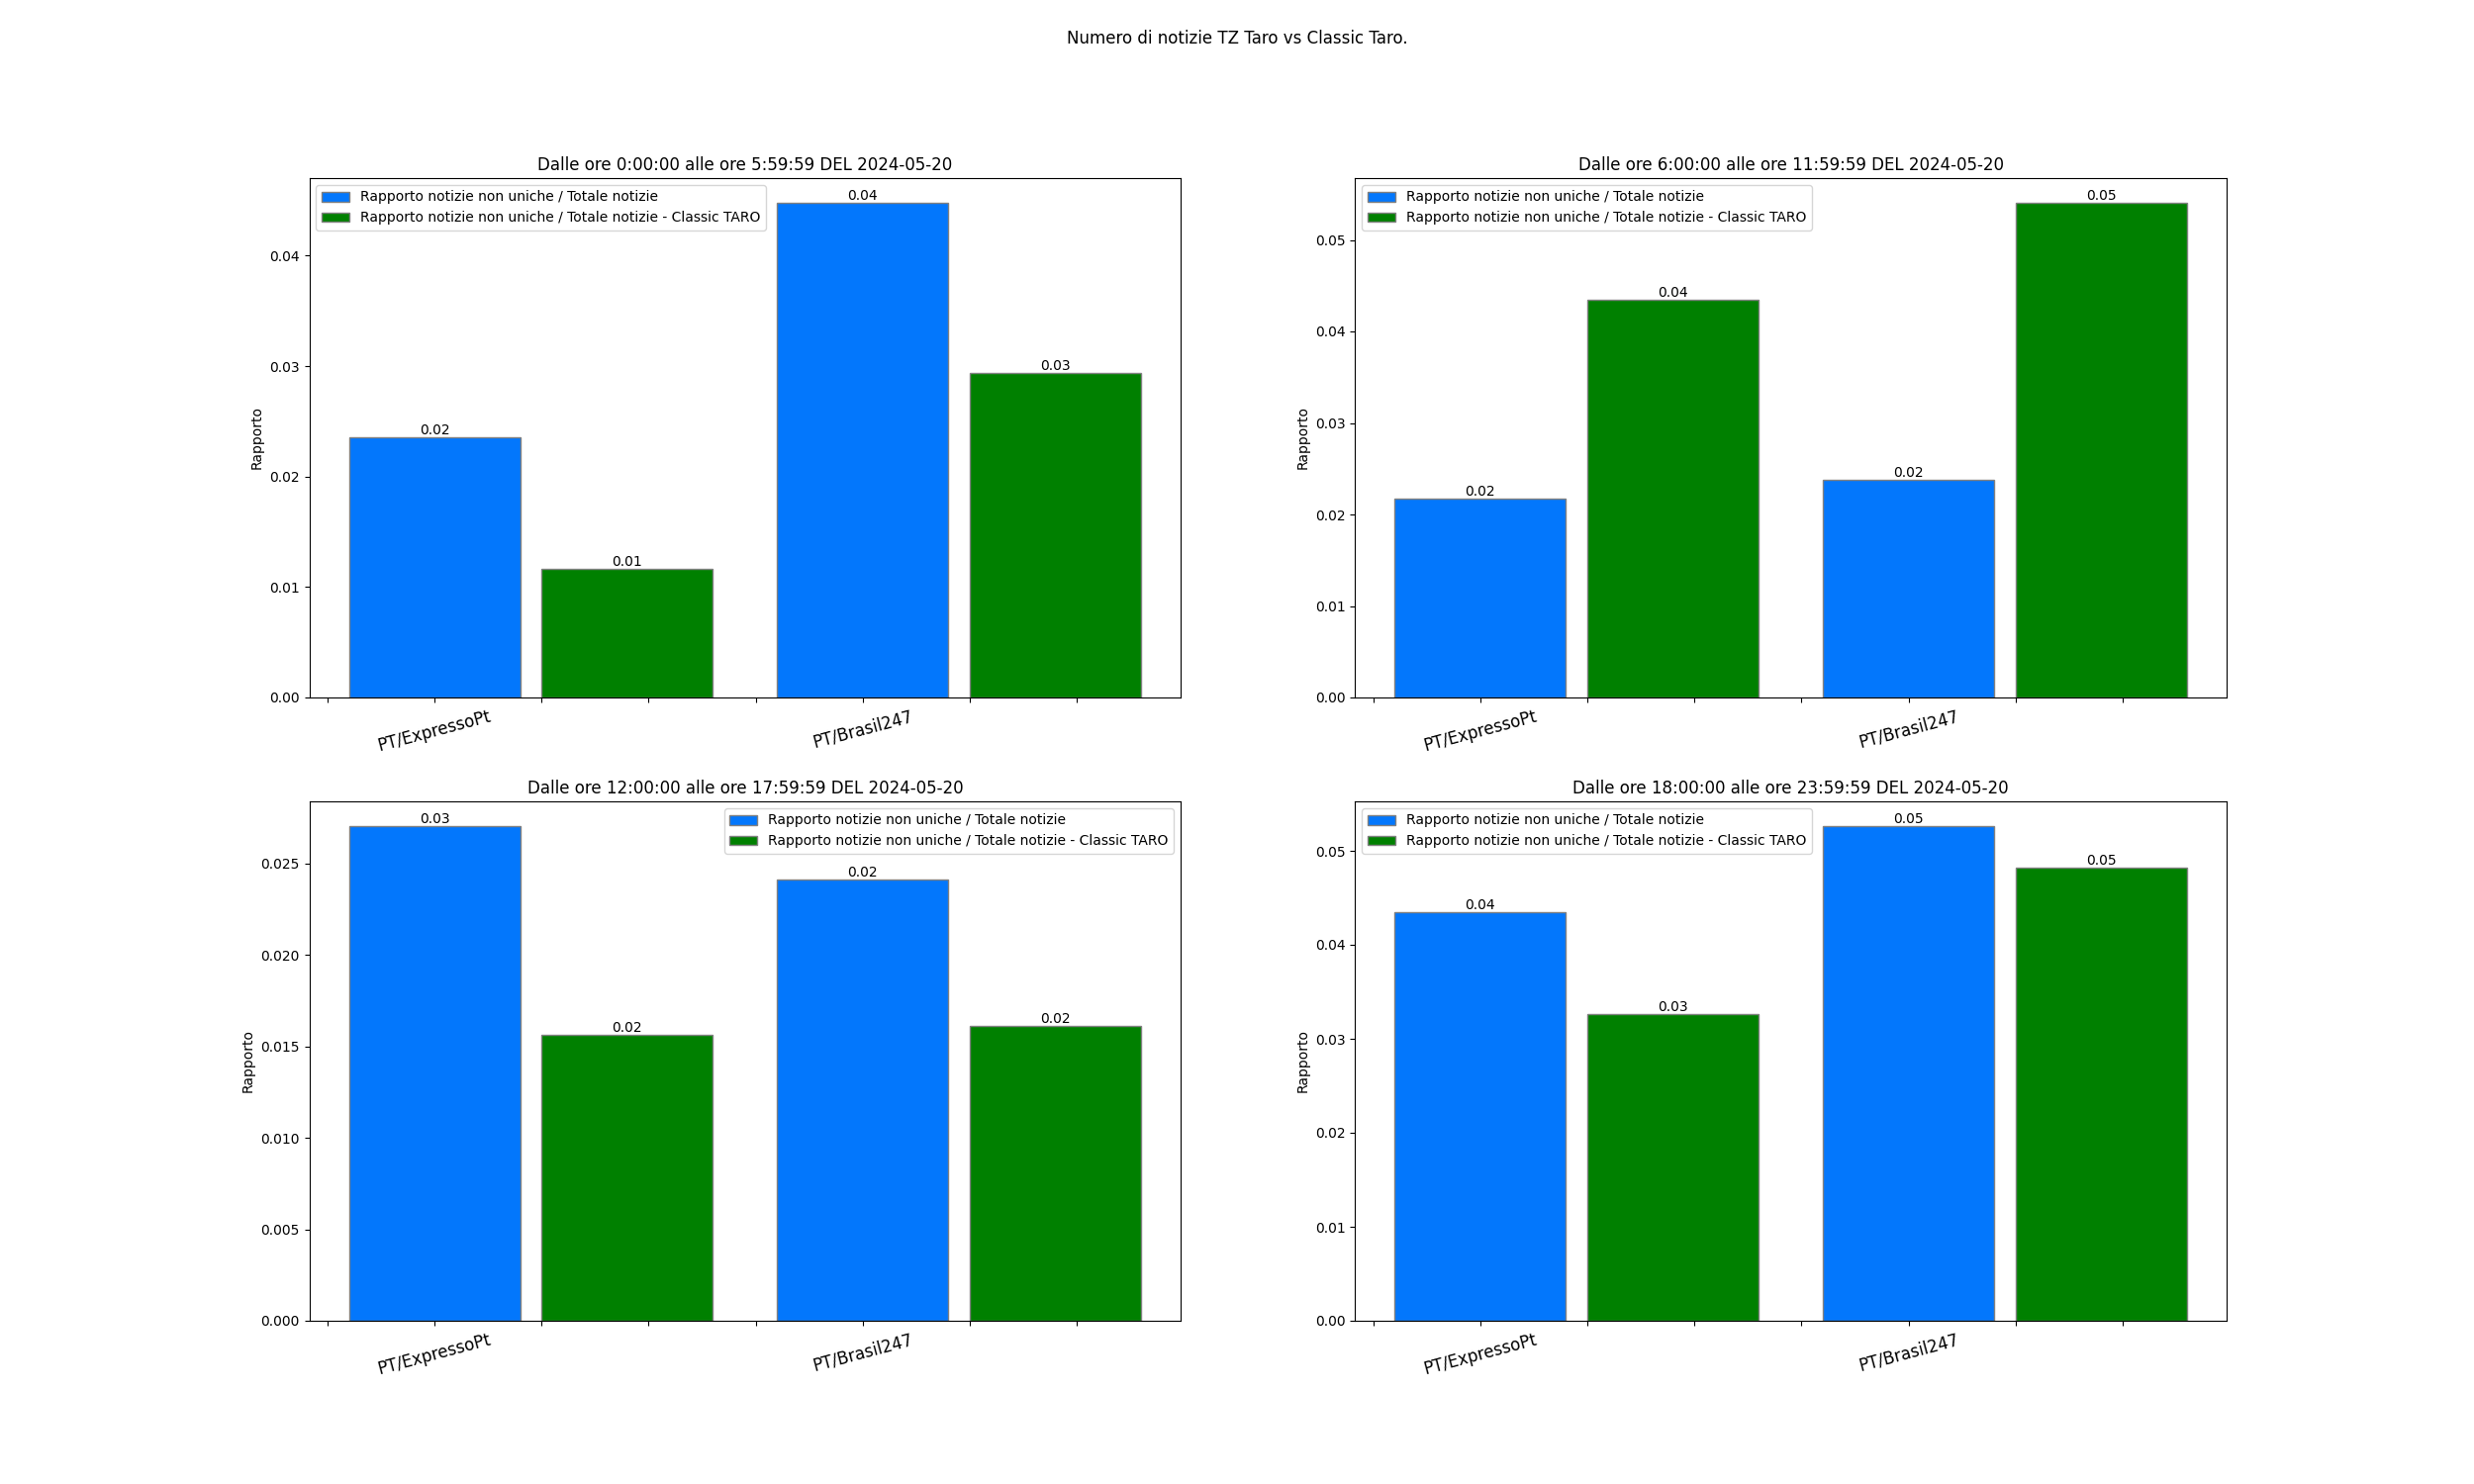 Numero di notizie TZ Taro vs Classic Taro.
Dalle ore 0:00:00 alle ore 5:59:59 DEL 2024-05-20
Rapporto notizie non uniche / Totale notizie
Rapporto notizie non uniche / Totale notizie - Classic TARO
0.04
0.03
0.02
0.01
0.04
0.03
0.02
0.01
0.00
Rapporto
PT/ExpressoPt
PT/Brasil247
Dalle ore 6:00:00 alle ore 11:59:59 DEL 2024-05-20
Rapporto notizie non uniche / Totale notizie
Rapporto notizie non uniche / Totale notizie - Classic TARO
0.05
0.04
0.02
0.02
0.05
0.04
0.03
0.02
0.01
0.00
Rapporto
PT/ExpressoPt
PT/Brasil247
Dalle ore 12:00:00 alle ore 17:59:59 DEL 2024-05-20
Rapporto notizie non uniche / Totale notizie
Rapporto notizie non uniche / Totale notizie - Classic TARO
0.03
0.02
0.02
0.02
0.025
0.020
0.015
0.010
0.005
0.000
Rapporto
PT/ExpressoPt
PT/Brasil247
Dalle ore 18:00:00 alle ore 23:59:59 DEL 2024-05-20
Rapporto notizie non uniche / Totale notizie
Rapporto notizie non uniche / Totale notizie - Classic TARO
0.05
0.05
0.04
0.03
0.05
0.04
0.03
0.02
0.01
0.00
Rapporto
PT/ExpressoPt
PT/Brasil247